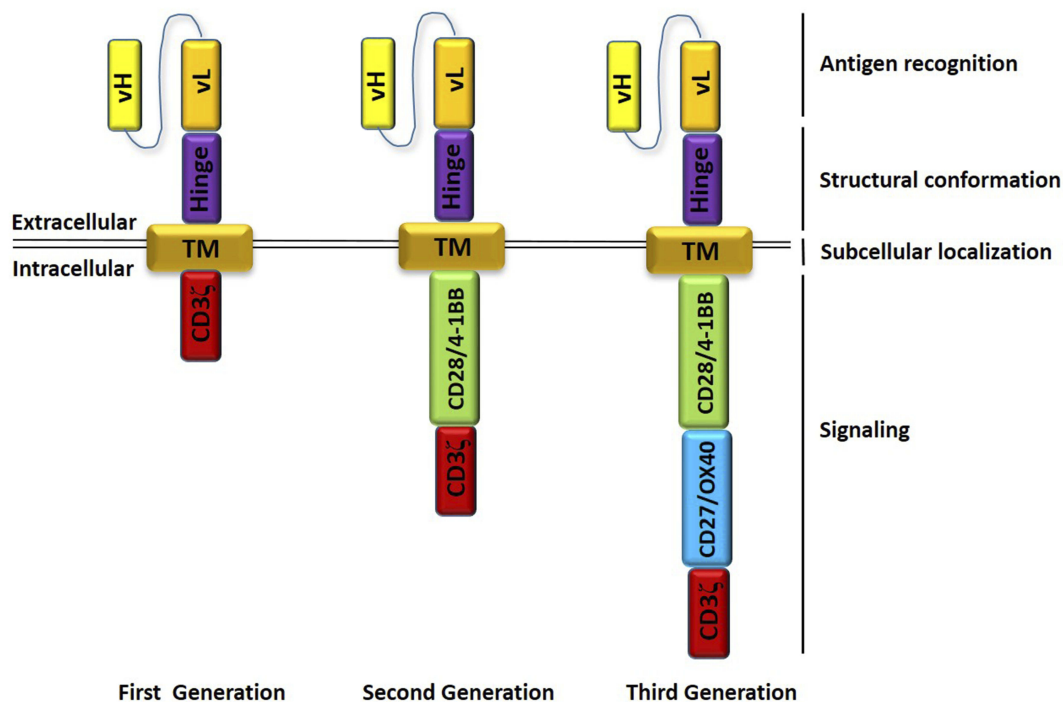 vH
vL
Hinge
TM
CD3ζ
vH
vL
Hinge
TM
CD28/4-1BB
CD3ζ
vH
vL
Hinge
TM
CD28/4-1BB
CD27/OX40
CD3ζ
Extracellular
Intracellular
Antigen recognition
Structural conformation
Subcellular localization
Signaling
First Generation
Second Generation
Third Generation